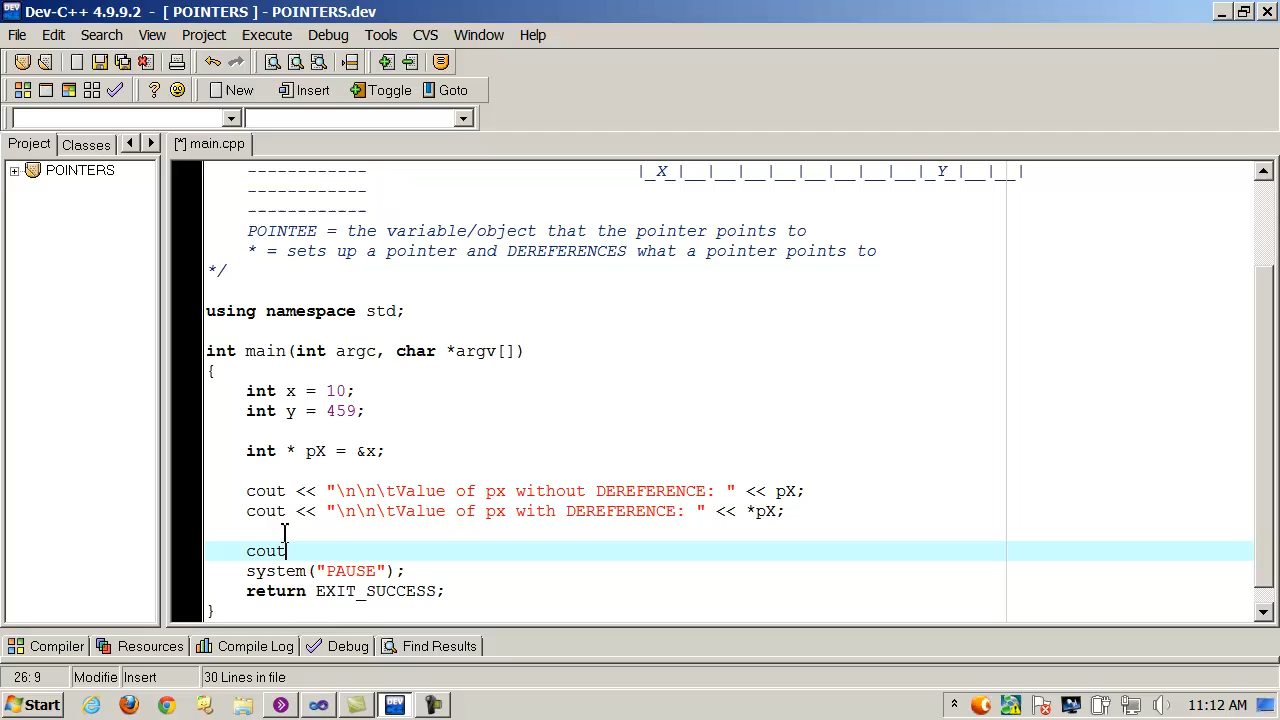 Dev-C++ 4.9.9.2 - [ POINTERS ] - POINTERS.dev
File Edit Search View Project Execute Debug Tools CVS Window Help
New Insert Toggle Goto
Project Classes [*] main.cpp
POINTERS
------------ |_X_|__|__|__|__|__|__|__|_Y_|__|__|
------------
------------
POINTEE = the variable/object that the pointer points to
* = sets up a pointer and DEREFERENCES what a pointer points to
*/
using namespace std;
int main(int argc, char *argv[])
{
int x = 10;
int y = 459;
int * pX = &x;
cout << "\n\n\tValue of px without DEREFERENCE: " << pX;
cout << "\n\n\tValue of px with DEREFERENCE: " << *pX;
cout
system("PAUSE");
return EXIT_SUCCESS;
}
Compiler Resources Compile Log Debug Find Results
26: 9 Modifie Insert 30 Lines in file
Start DEV 11:12 AM